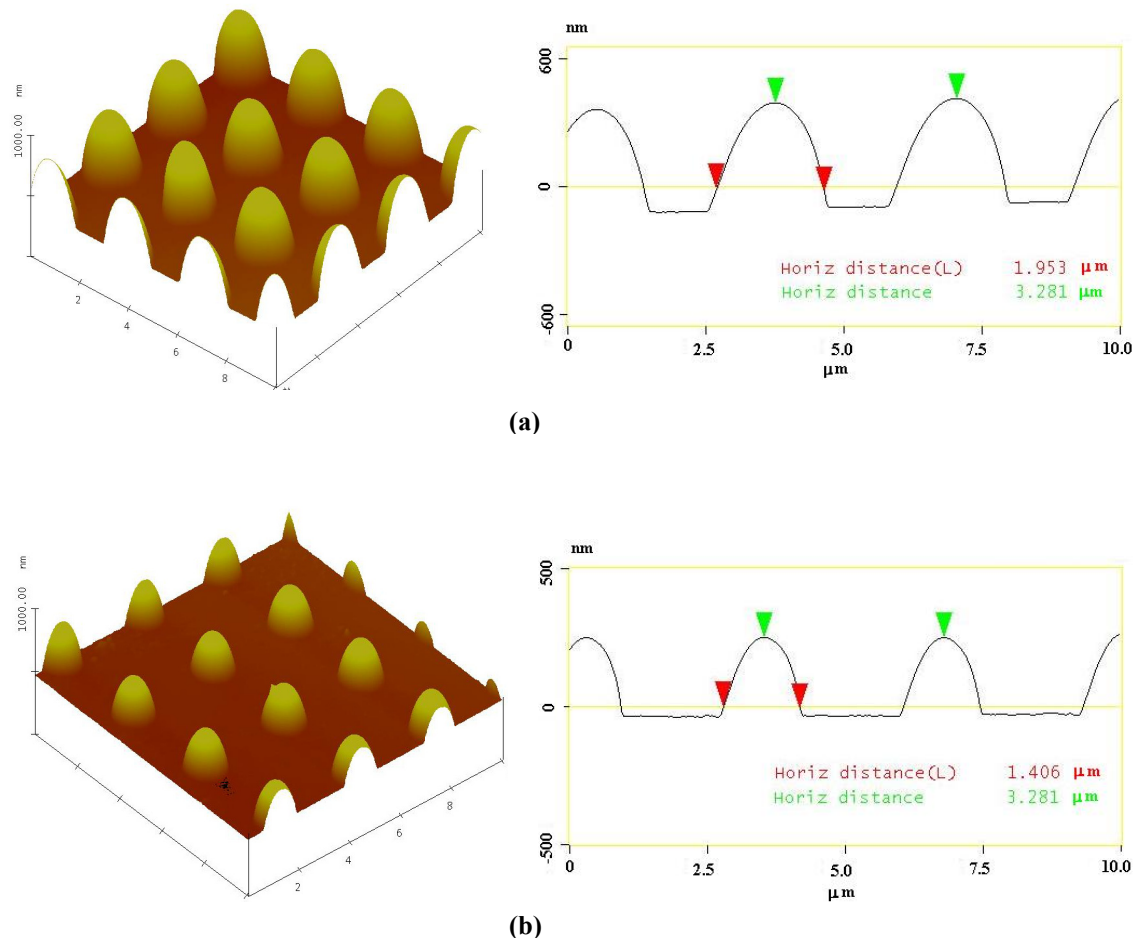 nm
1000.00
2
4
6
8
nm
600
0
-600
Horiz distance(L) 1.953 μm
Horiz distance 3.281 μm
0 2.5 5.0 7.5 10.0
μm
(a)
nm
1000.00
2
4
6
8
nm
500
0
-500
Horiz distance(L) 1.406 μm
Horiz distance 3.281 μm
0 2.5 5.0 7.5 10.0
μm
(b)